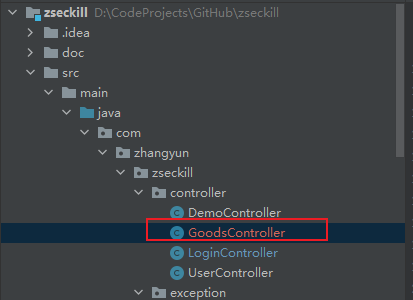 zseckill D:\CodeProjects\GitHub\zseckill
.idea
doc
src
main
java
com
zhangyun
zseckill
controller
DemoController
GoodsController
LoginController
UserController
exception